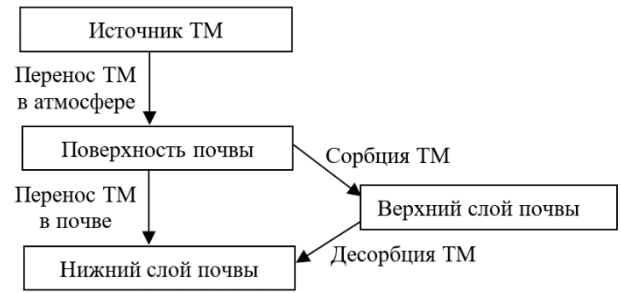 Источник ТМ
Перенос ТМ
в атмосфере
Поверхность почвы
Сорбция ТМ
Перенос ТМ
в почве
Верхний слой почвы
Десорбция ТМ
Нижний слой почвы